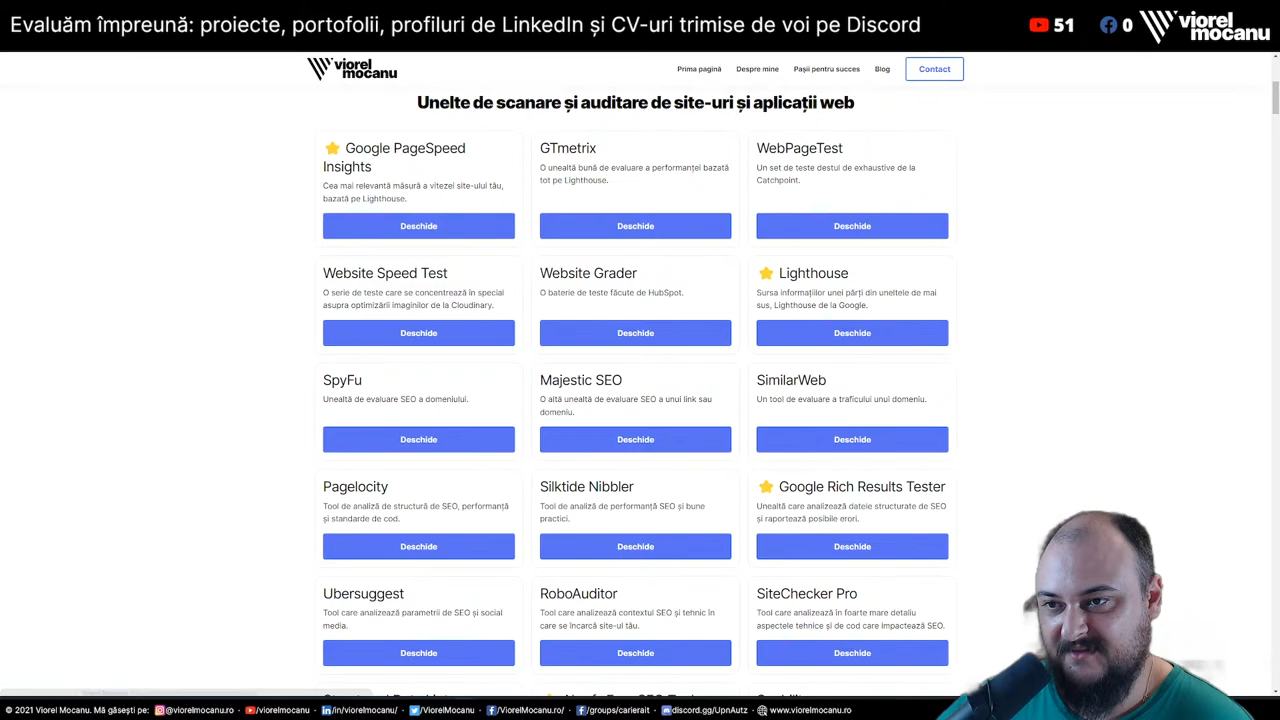 Evaluăm împreună: proiecte, portofolii, profiluri de LinkedIn și CV-uri trimise de voi pe Discord
51
0
viorel
mocanu
viorel
mocanu
Prima pagină
Despre mine
Pașii pentru succes
Blog
Contact
Unelte de scanare și auditare de site-uri și aplicații web
Google PageSpeed
Insights
Cea mai relevantă măsură a vitezei site-ului tău,
bazată pe Lighthouse.
Deschide
GTmetrix
O unealtă bună de evaluare a performanței bazată
tot pe Lighthouse.
Deschide
WebPageTest
Un set de teste destul de exhaustive de la
Catchpoint.
Deschide
Website Speed Test
O serie de teste care se concentrează în special
asupra optimizării imaginilor de la Cloudinary.
Deschide
Website Grader
O baterie de teste făcute de HubSpot.
Deschide
Lighthouse
Sursa informațiilor unei părți din uneltele de mai
sus, Lighthouse de la Google.
Deschide
SpyFu
Unealtă de evaluare SEO a domeniului.
Deschide
Majestic SEO
O altă unealtă de evaluare SEO a unui link sau
domeniu.
Deschide
SimilarWeb
Un tool de evaluare a traficului unui domeniu.
Deschide
Pagelocity
Tool de analiză de structură de SEO, performanță
și standarde de cod.
Deschide
Silktide Nibbler
Tool de analiză de performanță SEO și bune
practici.
Deschide
Google Rich Results Tester
Unealtă care analizează datele structurate de SEO
și raportează posibile erori.
Deschide
Ubersuggest
Tool care analizează parametrii de SEO și social
media.
Deschide
RoboAuditor
Tool care analizează contextul SEO și tehnic în
care se încarcă site-ul tău.
Deschide
SiteChecker Pro
Tool care analizează în foarte mare detaliu
aspectele tehnice și de cod care impactează SEO.
Deschide
© 2021 Viorel Mocanu. Mă găsești pe: @viorelmocanu.ro /viorelmocanu /in/viorelmocanu/ /ViorelMocanu /ViorelMocanu.ro/ /groups/carierait/ discord.gg/UpnAutz www.viorelmocanu.ro